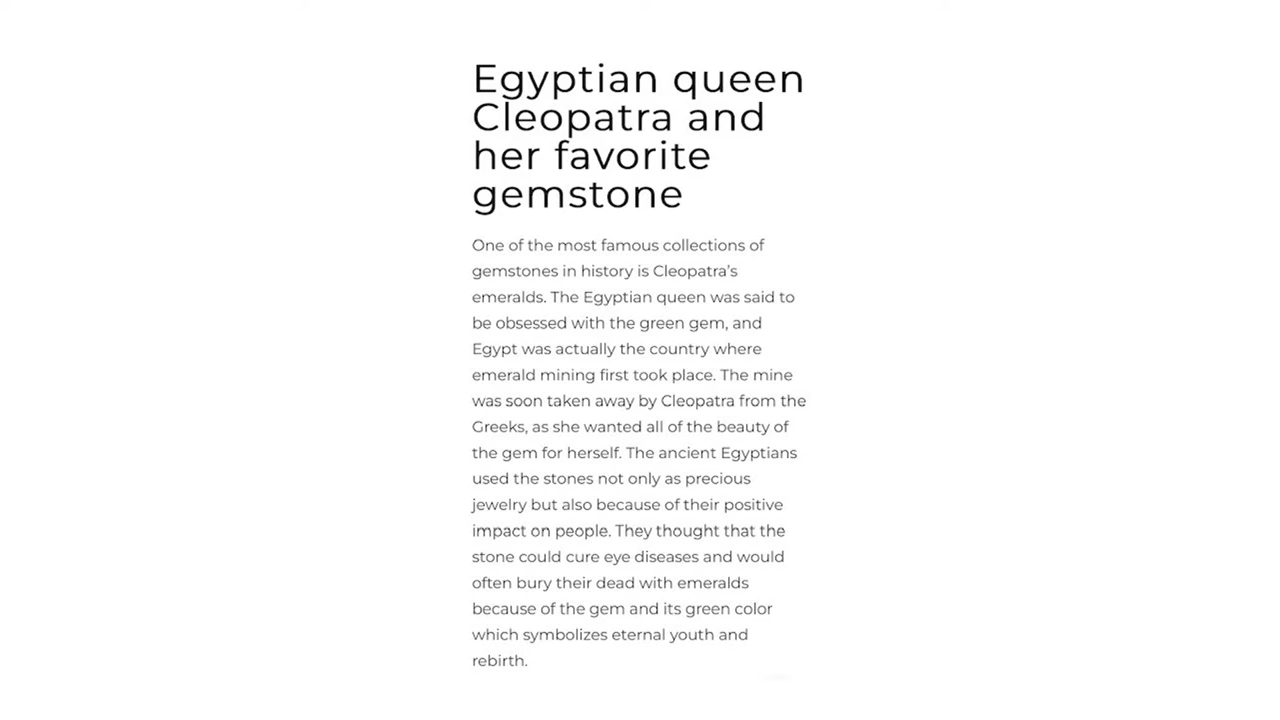 Egyptian queen
Cleopatra and
her favorite
gemstone
One of the most famous collections of
gemstones in history is Cleopatra’s
emeralds. The Egyptian queen was said to
be obsessed with the green gem, and
Egypt was actually the country where
emerald mining first took place. The mine
was soon taken away by Cleopatra from the
Greeks, as she wanted all of the beauty of
the gem for herself. The ancient Egyptians
used the stones not only as precious
jewelry but also because of their positive
impact on people. They thought that the
stone could cure eye diseases and would
often bury their dead with emeralds
because of the gem and its green color
which symbolizes eternal youth and
rebirth.